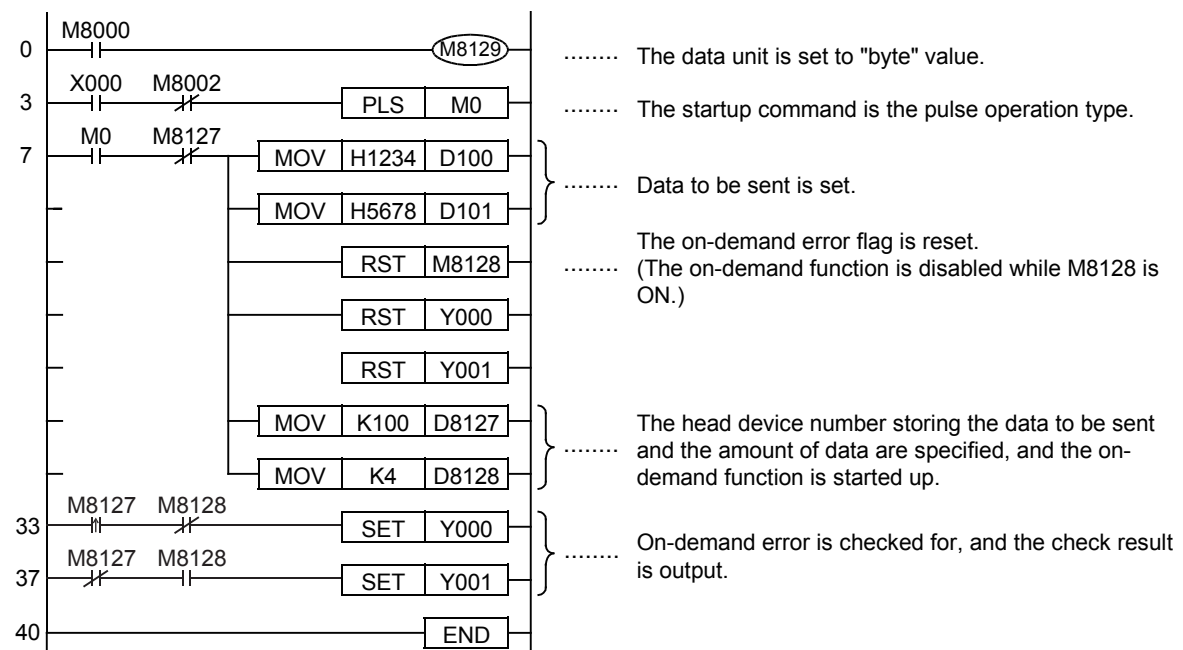 M8000
0 M8129 ........ The data unit is set to "byte" value.
X000 M8002
3 PLS M0 ........ The startup command is the pulse operation type.
M0 M8127
7 MOV H1234 D100
........ Data to be sent is set.
MOV H5678 D101
The on-demand error flag is reset.
RST M8128 ........ (The on-demand function is disabled while M8128 is
ON.)
RST Y000
RST Y001
MOV K100 D8127 The head device number storing the data to be sent
........ and the amount of data are specified, and the on-
MOV K4 D8128 demand function is started up.
M8127 M8128
33 SET Y000
........ On-demand error is checked for, and the check result
is output.
M8127 M8128
37 SET Y001
40 END